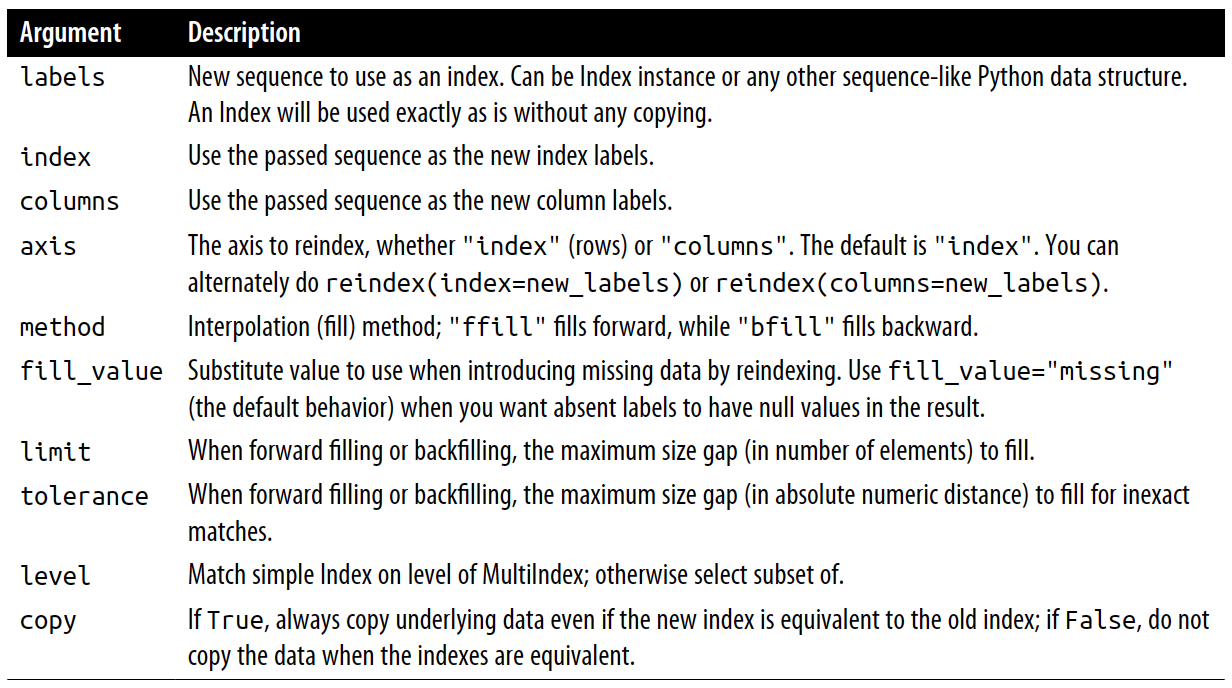 Argument Description
labels New sequence to use as an index. Can be Index instance or any other sequence-like Python data structure.
An Index will be used exactly as is without any copying.
index Use the passed sequence as the new index labels.
columns Use the passed sequence as the new column labels.
axis The axis to reindex, whether "index" (rows) or "columns". The default is "index". You can
alternately do reindex(index=new_labels) or reindex(columns=new_labels).
method Interpolation (fill) method; "ffill" fills forward, while "bfill" fills backward.
fill_value Substitute value to use when introducing missing data by reindexing. Use fill_value="missing"
(the default behavior) when you want absent labels to have null values in the result.
limit When forward filling or backfilling, the maximum size gap (in number of elements) to fill.
tolerance When forward filling or backfilling, the maximum size gap (in absolute numeric distance) to fill for inexact
matches.
level Match simple Index on level of MultiIndex; otherwise select subset of.
copy If True, always copy underlying data even if the new index is equivalent to the old index; if False, do not
copy the data when the indexes are equivalent.